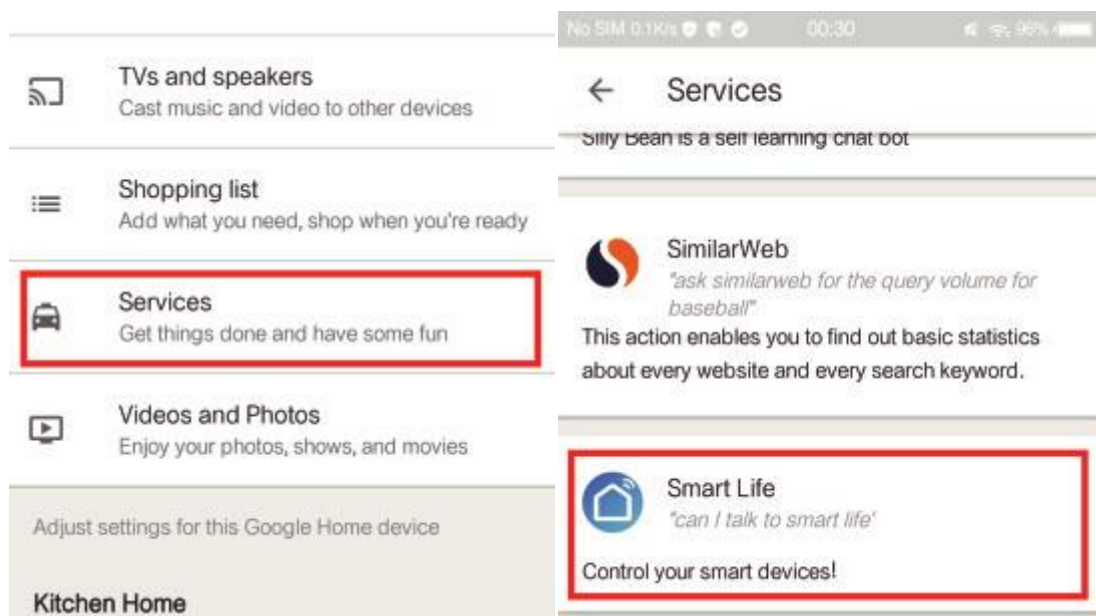 TVs and speakers
Cast music and video to other devices
Shopping list
Add what you need, shop when you're ready
Services
Get things done and have some fun
Videos and Photos
Enjoy your photos, shows, and movies
Adjust settings for this Google Home device
Kitchen Home
No SIM 0.1K/s 00:30 96%
Services
Silly Bean is a self learning chat bot
SimilarWeb
"ask similarweb for the query volume for
baseball"
This action enables you to find out basic statistics
about every website and every search keyword.
Smart Life
"can I talk to smart life"
Control your smart devices!